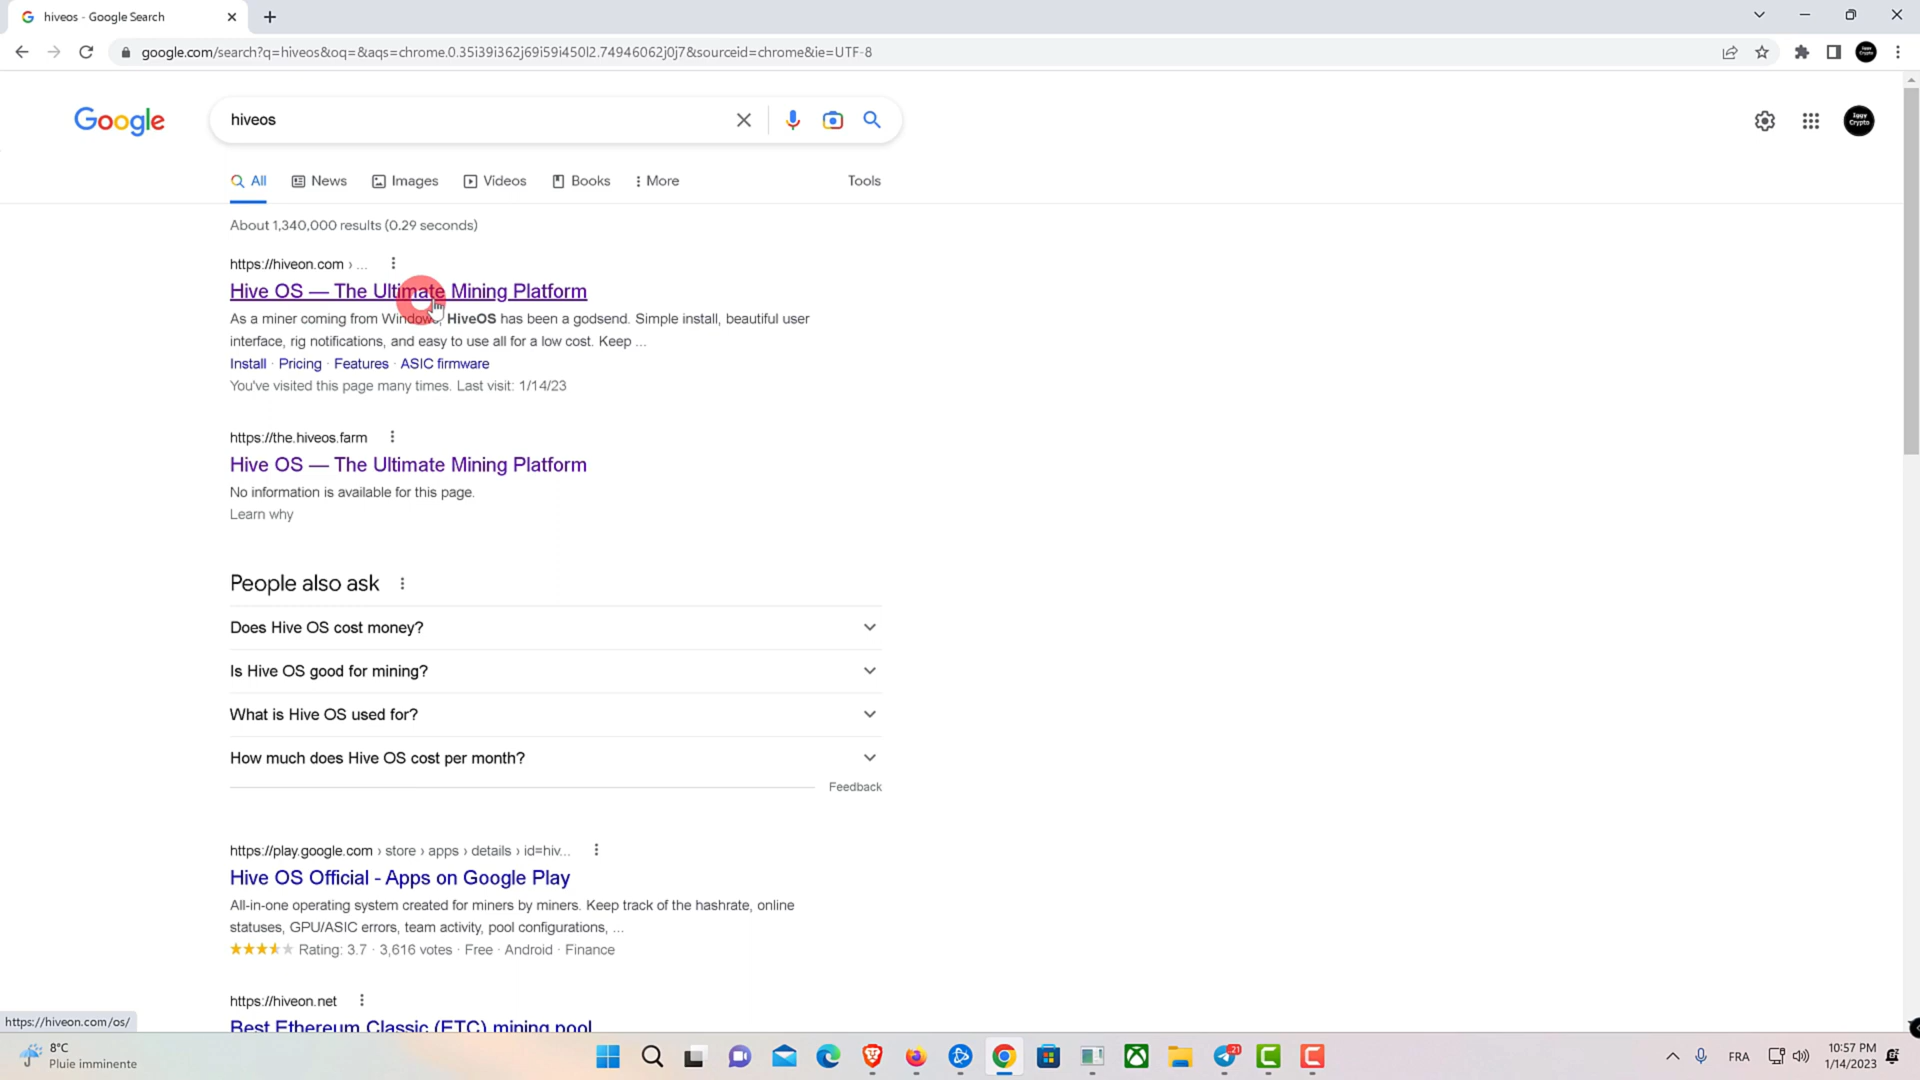 hiveos - Google Search
google.com/search?q=hiveos&oq=&aqs=chrome.0.35i39i362j69i59i450l2.74946062j0j7&sourceid=chrome&ie=UTF-8
Google
hiveos
Iggy Crypto
All
News
Images
Videos
Books
More
Tools
About 1,340,000 results (0.29 seconds)
https://hiveon.com › ...
Hive OS — The Ultimate Mining Platform
As a miner coming from Windows, HiveOS has been a godsend. Simple install, beautiful user
interface, rig notifications, and easy to use all for a low cost. Keep ...
Install · Pricing · Features · ASIC firmware
You've visited this page many times. Last visit: 1/14/23
https://the.hiveos.farm
Hive OS — The Ultimate Mining Platform
No information is available for this page.
Learn why
People also ask
Does Hive OS cost money?
Is Hive OS good for mining?
What is Hive OS used for?
How much does Hive OS cost per month?
Feedback
https://play.google.com › store › apps › details › id=hiv...
Hive OS Official - Apps on Google Play
All-in-one operating system created for miners by miners. Keep track of the hashrate, online
statuses, GPU/ASIC errors, team activity, pool configurations, ...
Rating: 3.7 · 3,616 votes · Free · Android · Finance
https://hiveon.net
Best Ethereum Classic (ETC) mining pool
https://hiveon.com/os/
8°C
Pluie imminente
21
FRA
10:57 PM
1/14/2023